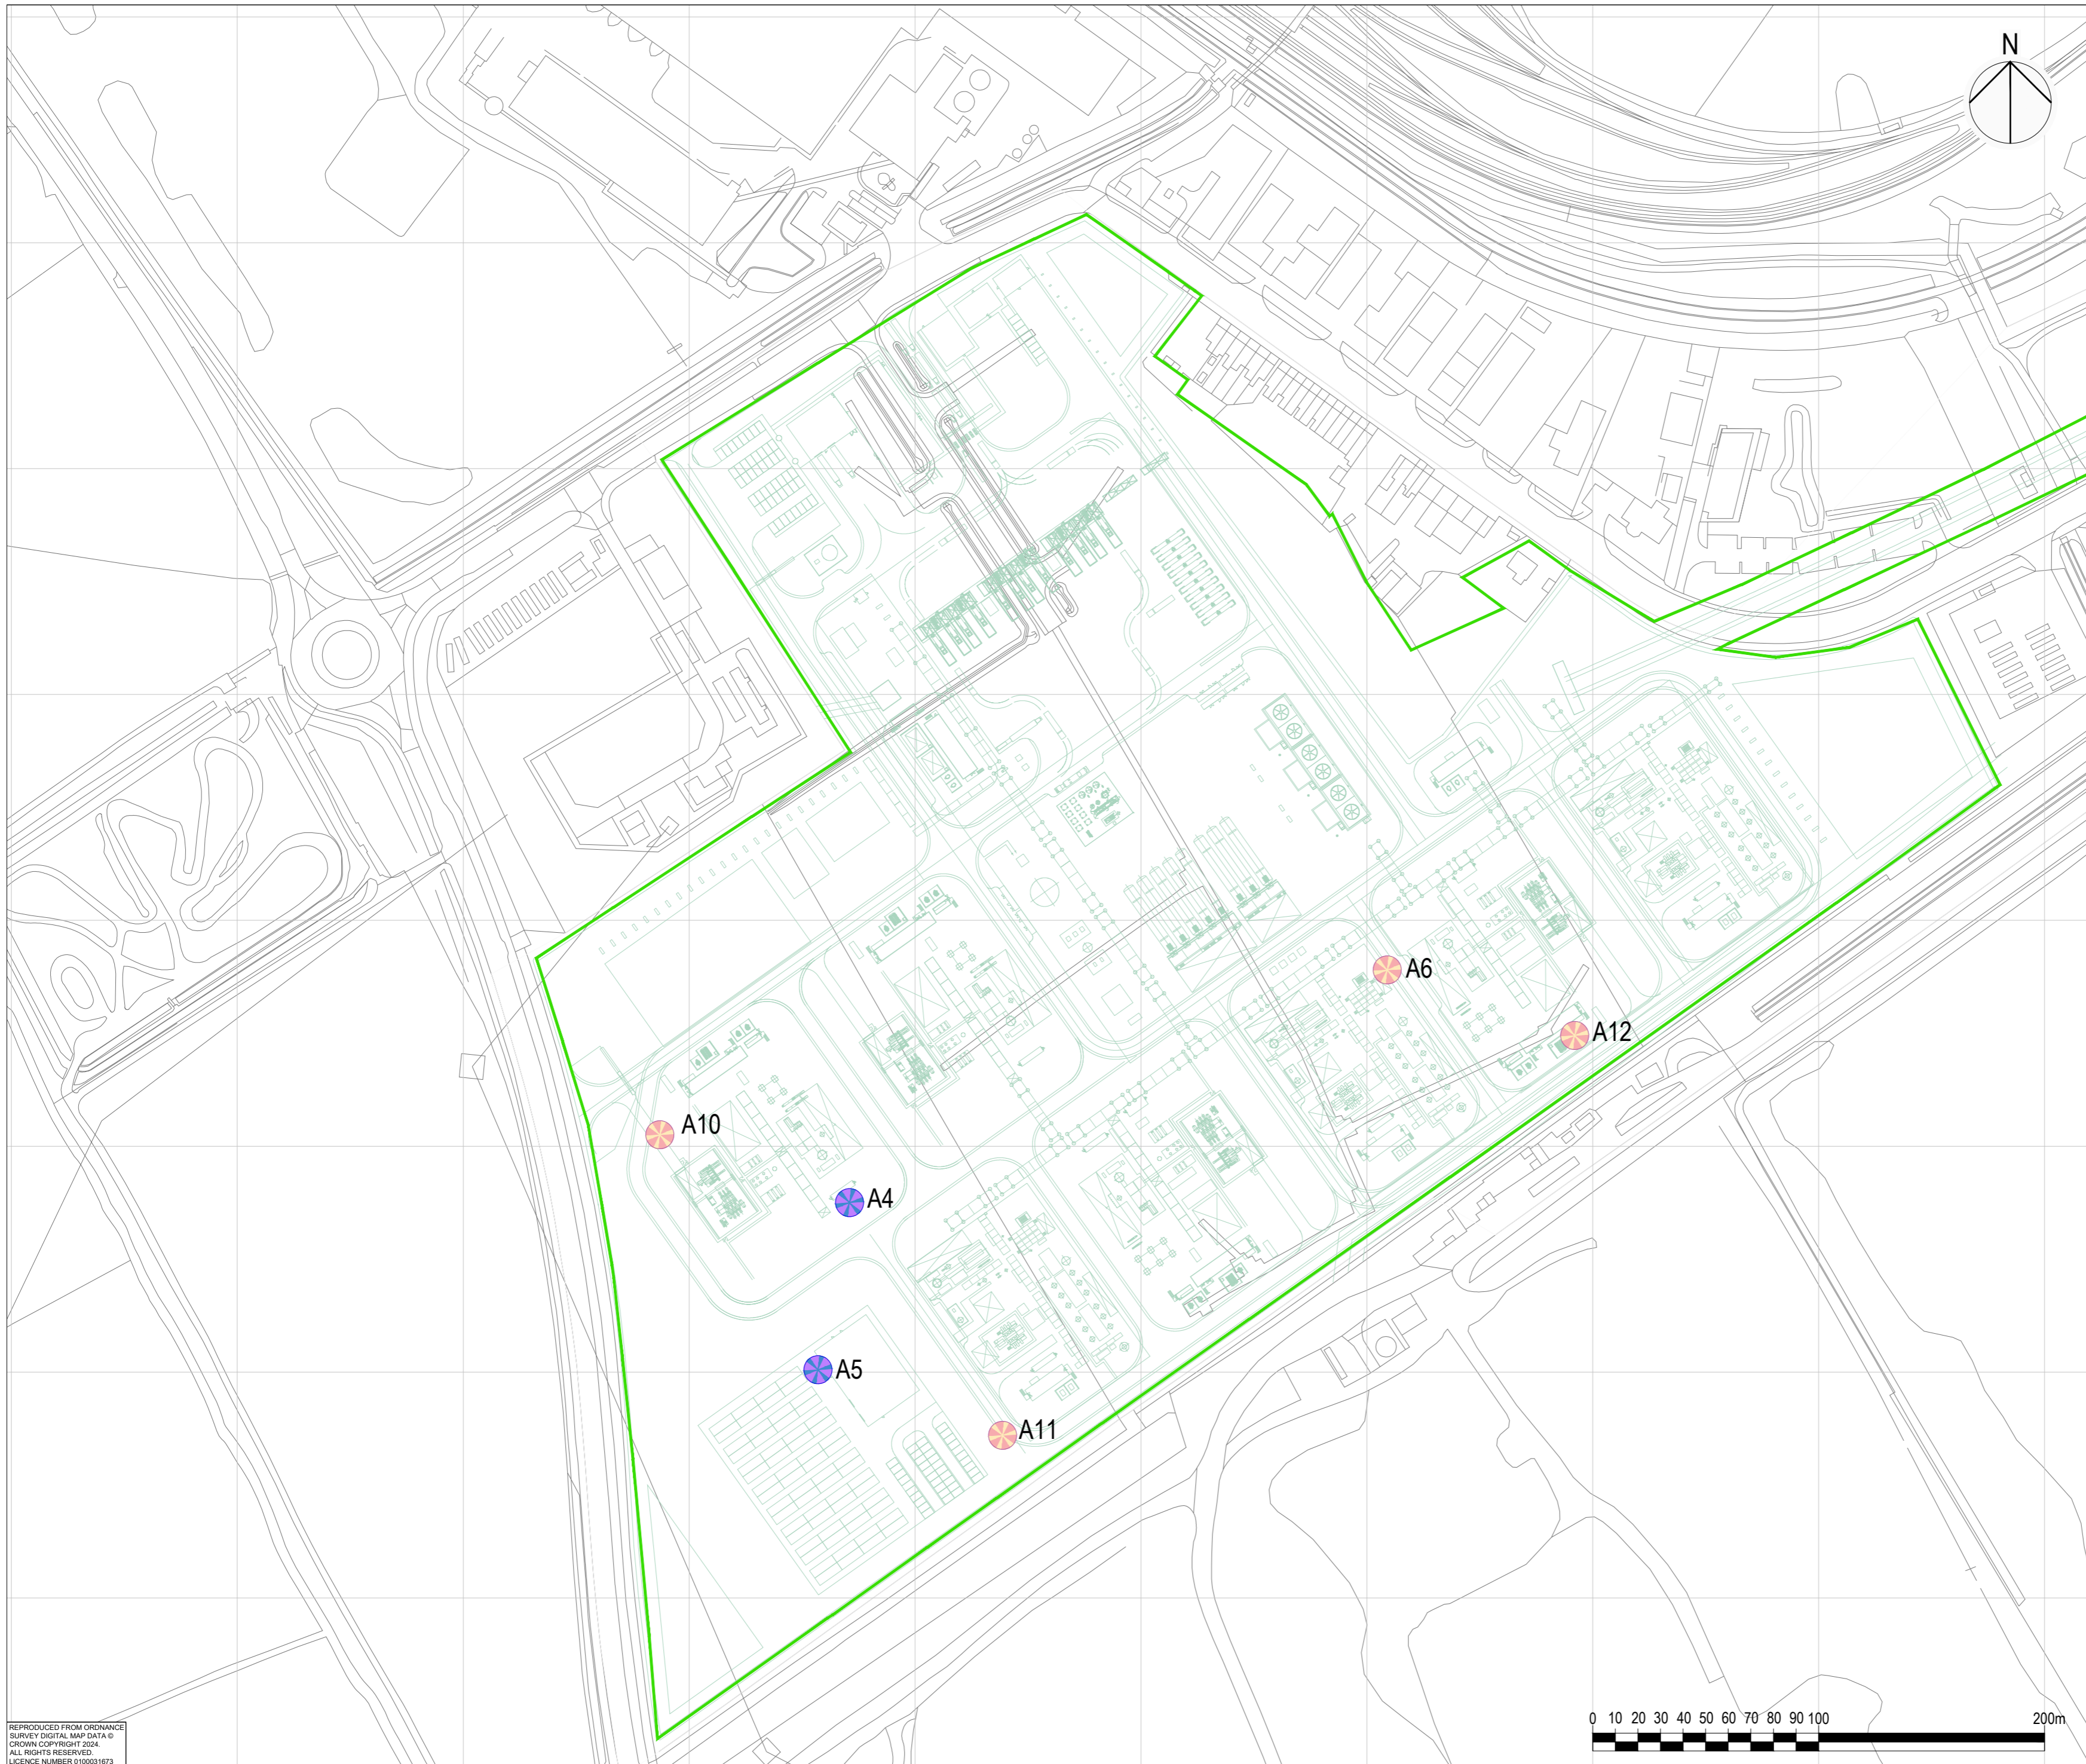 N
A6
A12
A10
A4
A5
A11
0 10 20 30 40 50 60 70 80 90 100 200m
REPRODUCED FROM ORDNANCE
SURVEY DIGITAL MAP DATA ©
CROWN COPYRIGHT 2024.
ALL RIGHTS RESERVED.
LICENCE NUMBER 0100031673